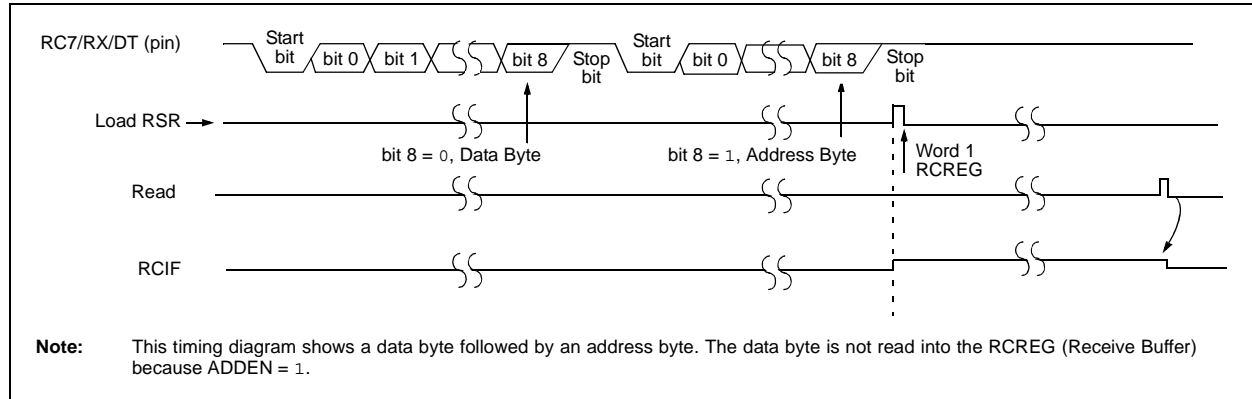 RC7/RX/DT (pin)
Start
bit
bit 0
bit 1
bit 8
Stop
bit
Start
bit
bit 0
bit 8
Stop
bit
Load RSR
bit 8 = 0, Data Byte
bit 8 = 1, Address Byte
Word 1
RCREG
Read
RCIF
Note: This timing diagram shows a data byte followed by an address byte. The data byte is not read into the RCREG (Receive Buffer)
because ADDEN = 1.